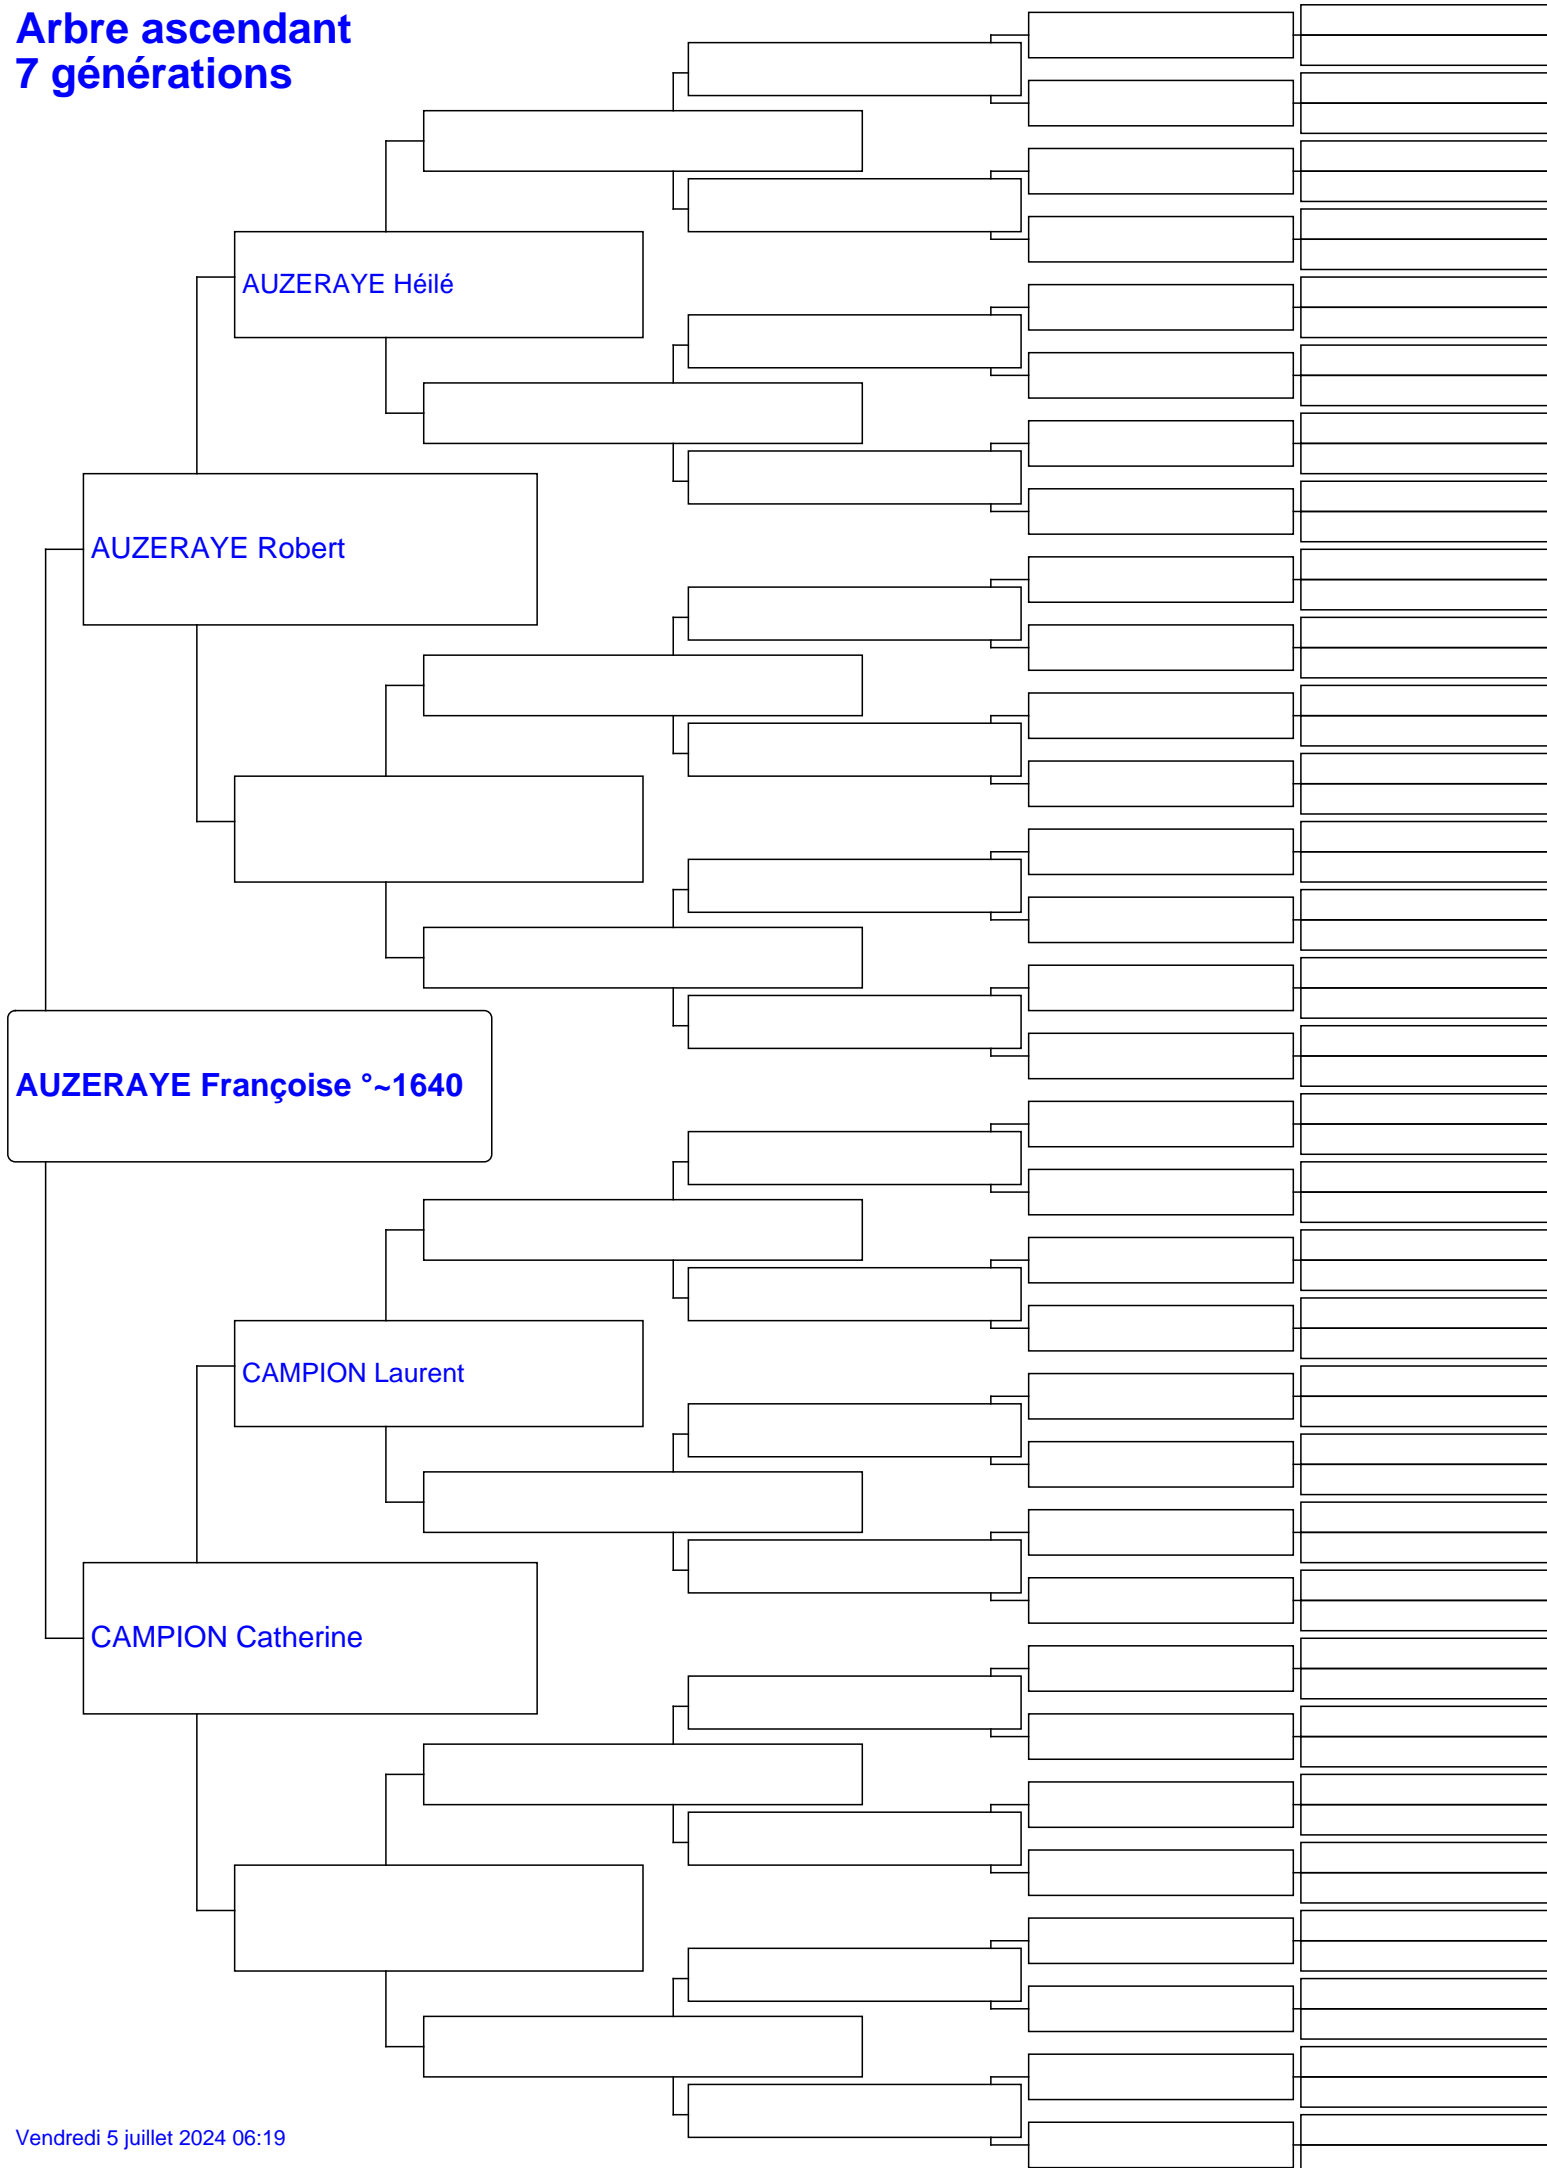 Arbre ascendant
7 générations
AUZERAYE Héilé
AUZERAYE Robert
AUZERAYE Françoise °~1640
CAMPION Laurent
CAMPION Catherine
Vendredi 5 juillet 2024 06:19